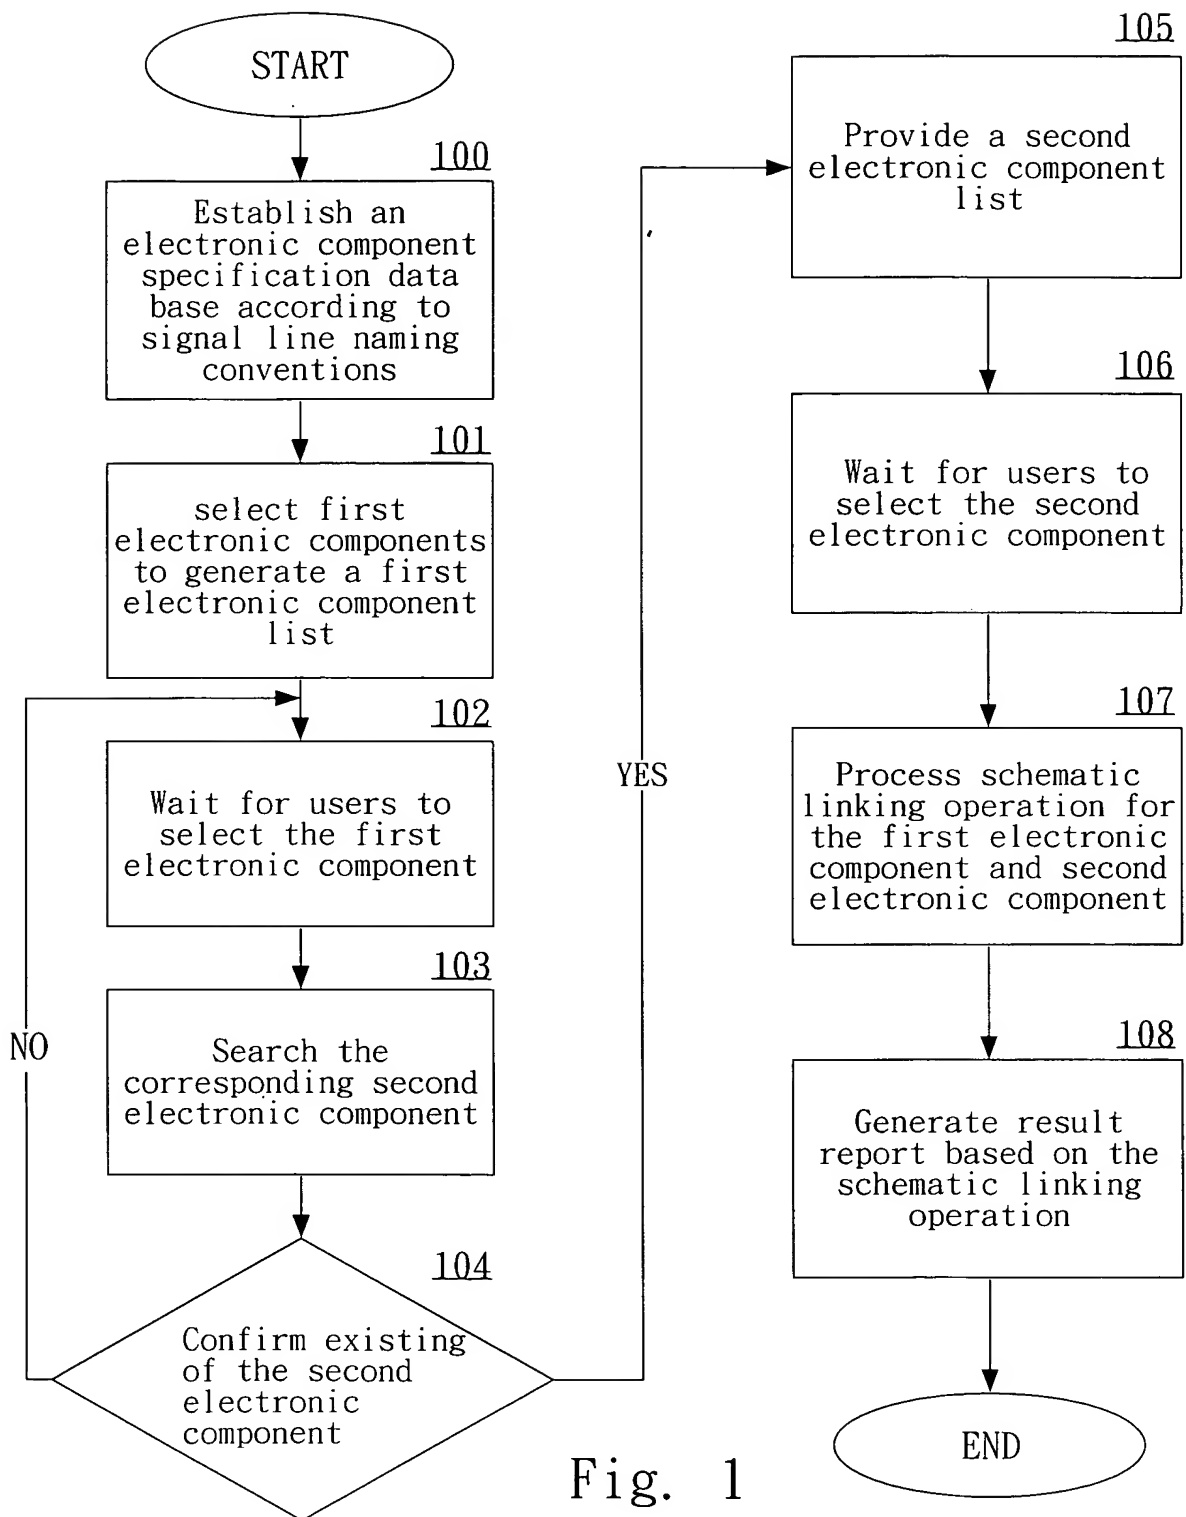 START
100
Establish an
electronic component
specification data
base according to
signal line naming
conventions
101
select first
electronic components
to generate a first
electronic component
list
102
Wait for users to
select the first
electronic component
103
Search the
corresponding second
electronic component
104
Confirm existing
of the second
electronic
component
NO
YES
105
Provide a second
electronic component
list
106
Wait for users to
select the second
electronic component
107
Process schematic
linking operation for
the first electronic
component and second
electronic component
108
Generate result
report based on the
schematic linking
operation
END
Fig. 1